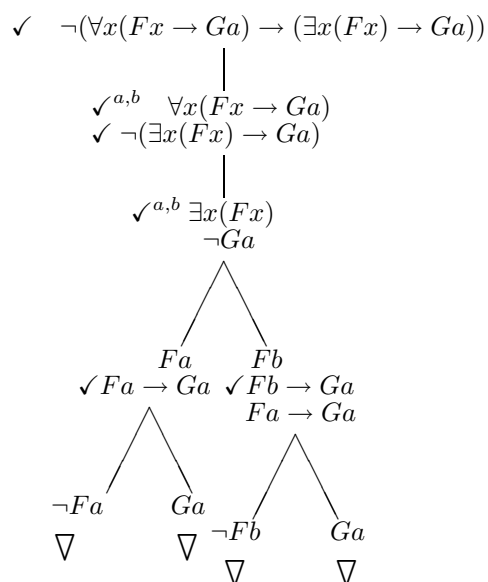 ✓ ¬(∀x(Fx → Ga) → (∃x(Fx) → Ga))
✓a,b ∀x(Fx → Ga)
✓ ¬(∃x(Fx) → Ga)
✓a,b ∃x(Fx)
¬Ga
Fa Fb
✓Fa → Ga ✓Fb → Ga
Fa → Ga
¬Fa Ga
¬Fb Ga
▽ ▽
▽ ▽